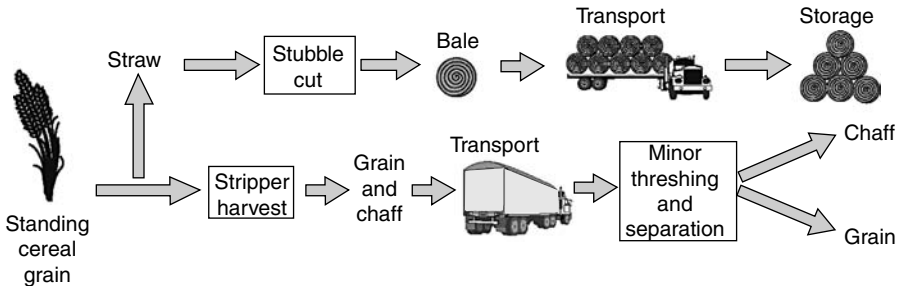 Straw
Stubble
cut
Bale
Transport
Storage
Standing
cereal
grain
Stripper
harvest
Grain
and
chaff
Transport
Minor
threshing
and
separation
Chaff
Grain